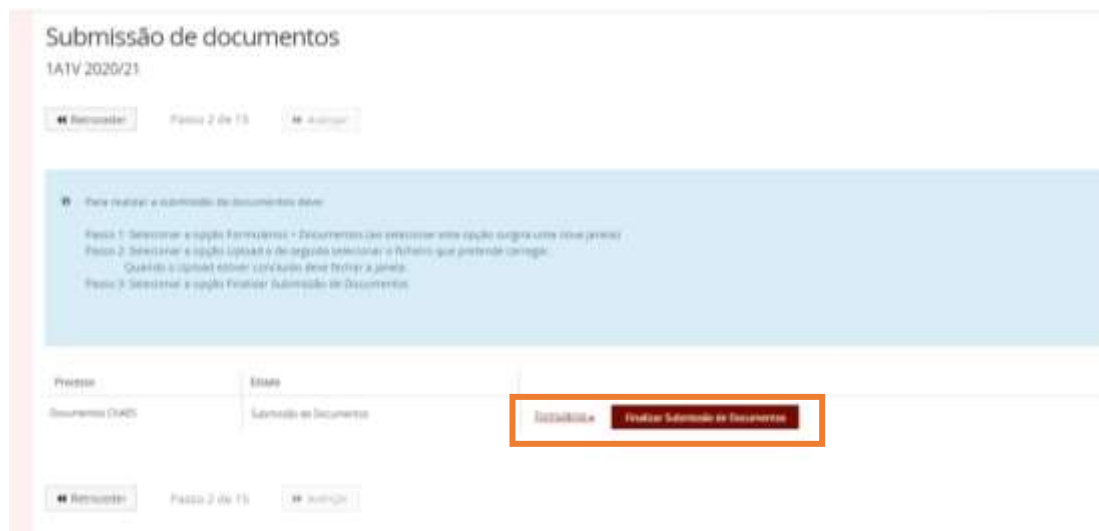 Submissão de documentos
1A1V 2020/21
Retroceder Passo 2 de 15 Avançar
Para realizar a submissão de documentos deve:
Passo 1: Selecionar a opção Formulários > Documentos (ao selecionar esta opção surgirá uma nova janela)
Passo 2: Selecionar a opção Upload e de seguida selecionar o ficheiro que pretende carregar.
Quando o Upload estiver concluído deve fechar a janela.
Passo 3: Selecionar a opção Finalizar Submissão de Documentos
Processo Estado
Documentos Submissão de Documentos Formulários Finalizar Submissão de Documentos
Retroceder Passo 2 de 15 Avançar